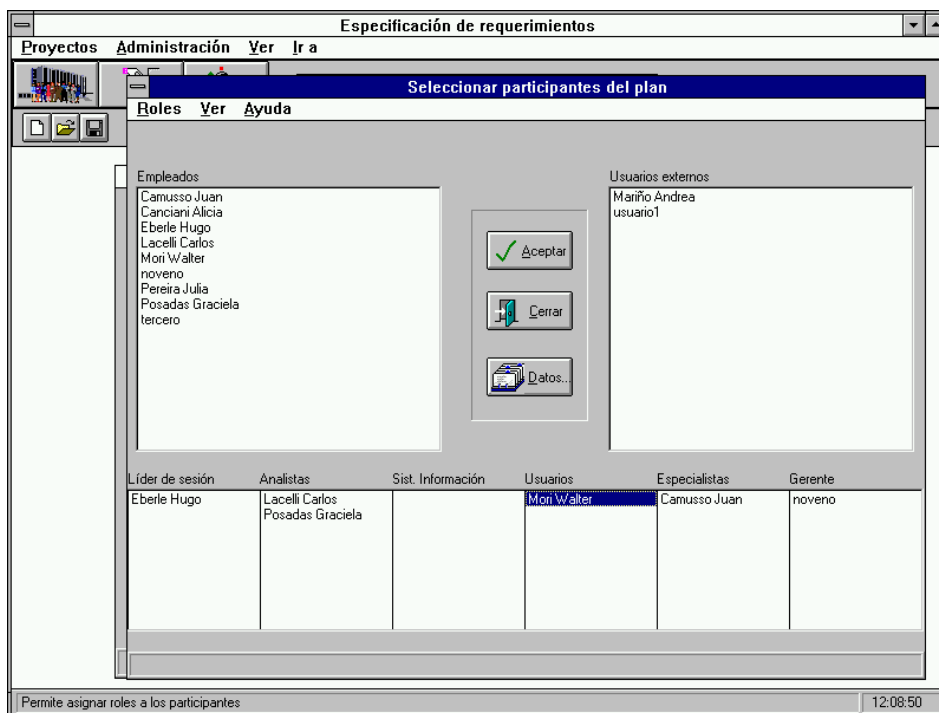 Especificación de requerimientos
Proyectos Administración Ver Ir a
Seleccionar participantes del plan
Roles Ver Ayuda
Empleados
Camusso Juan
Canciani Alicia
Eberle Hugo
Lacelli Carlos
Mori Walter
noveno
Pereira Julia
Posadas Graciela
tercero
Aceptar
Cerrar
Datos...
Usuarios externos
Mariño Andrea
usuario1
Líder de sesión Analistas Sist. Información Usuarios Especialistas Gerente
Eberle Hugo Lacelli Carlos Mori Walter Camusso Juan noveno
Posadas Graciela
Permite asignar roles a los participantes 12:08:50